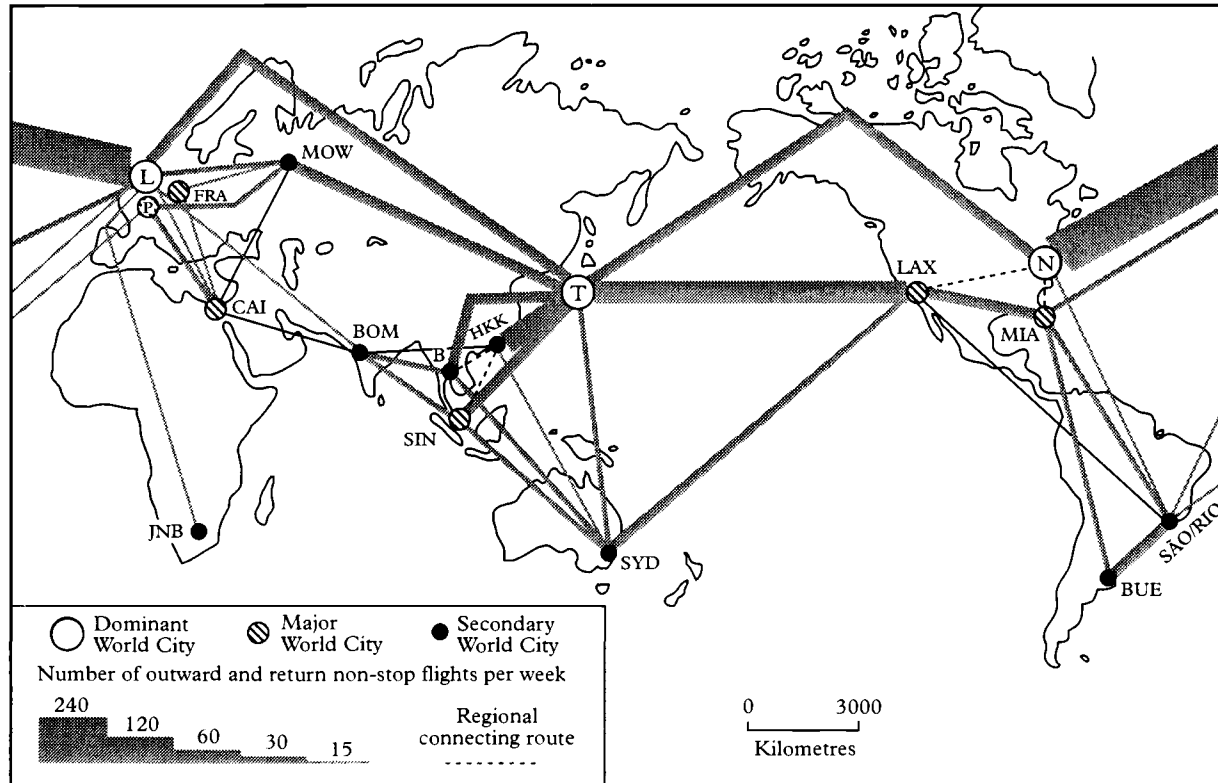 MOW
L
FRA
P
CAI
BOM
B
HKK
T
SIN
JNB
SYD
LAX
N
MIA
SÃO/RIO
BUE
Dominant
World City
Major
World City
Secondary
World City
Number of outward and return non-stop flights per week
240
120
60
30
15
Regional
connecting route
0 3000
Kilometres